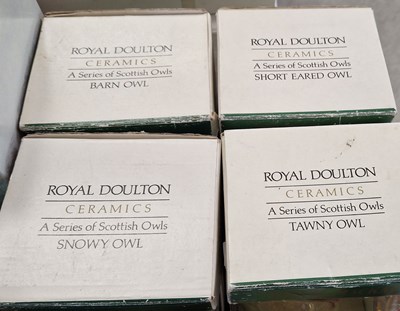 ROYAL DOULTON
CERAMICS
A Series of Scottish Owls
BARN OWL
ROYAL DOULTON
CERAMICS
A Series of Scottish Owls
SHORT EARED OWL
ROYAL DOULTON
CERAMICS
A Series of Scottish Owls
SNOWY OWL
ROYAL DOULTON
CERAMICS
A Series of Scottish Owls
TAWNY OWL